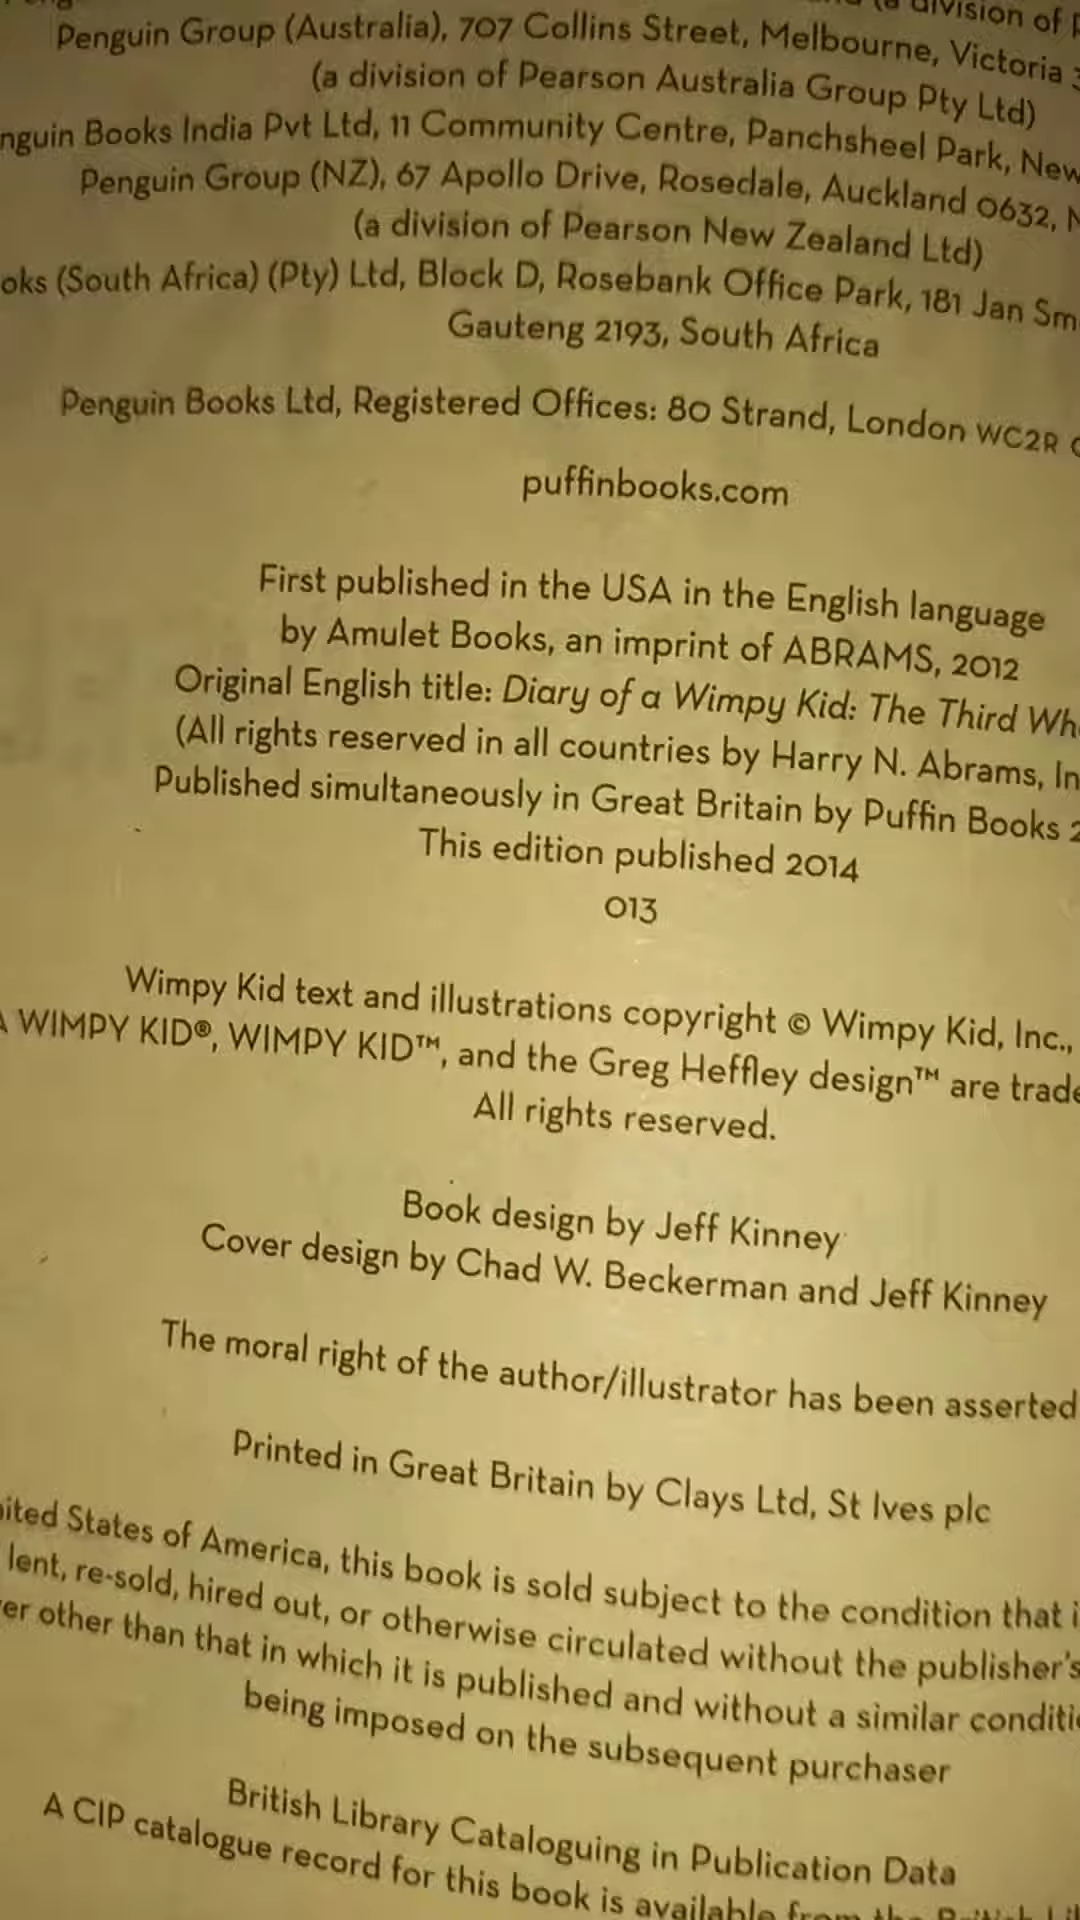 (a division of
Penguin Group (Australia), 707 Collins Street, Melbourne, Victoria
(a division of Pearson Australia Group Pty Ltd)
nguin Books India Pvt Ltd, 11 Community Centre, Panchsheel Park, New
Penguin Group (NZ), 67 Apollo Drive, Rosedale, Auckland 0632, N
(a division of Pearson New Zealand Ltd)
oks (South Africa) (Pty) Ltd, Block D, Rosebank Office Park, 181 Jan Sm
Gauteng 2193, South Africa
Penguin Books Ltd, Registered Offices: 80 Strand, London WC2R
puffinbooks.com
First published in the USA in the English language
by Amulet Books, an imprint of ABRAMS, 2012
Original English title: Diary of a Wimpy Kid: The Third Wh
(All rights reserved in all countries by Harry N. Abrams, In
Published simultaneously in Great Britain by Puffin Books 2
This edition published 2014
013
Wimpy Kid text and illustrations copyright © Wimpy Kid, Inc.,
A WIMPY KID®, WIMPY KID™, and the Greg Heffley design™ are trade
All rights reserved.
Book design by Jeff Kinney
Cover design by Chad W. Beckerman and Jeff Kinney
The moral right of the author/illustrator has been asserted
Printed in Great Britain by Clays Ltd, St Ives plc
ited States of America, this book is sold subject to the condition that i
lent, re-sold, hired out, or otherwise circulated without the publisher's
er other than that in which it is published and without a similar conditi
being imposed on the subsequent purchaser
British Library Cataloguing in Publication Data
A CIP catalogue record for this book is available from the British